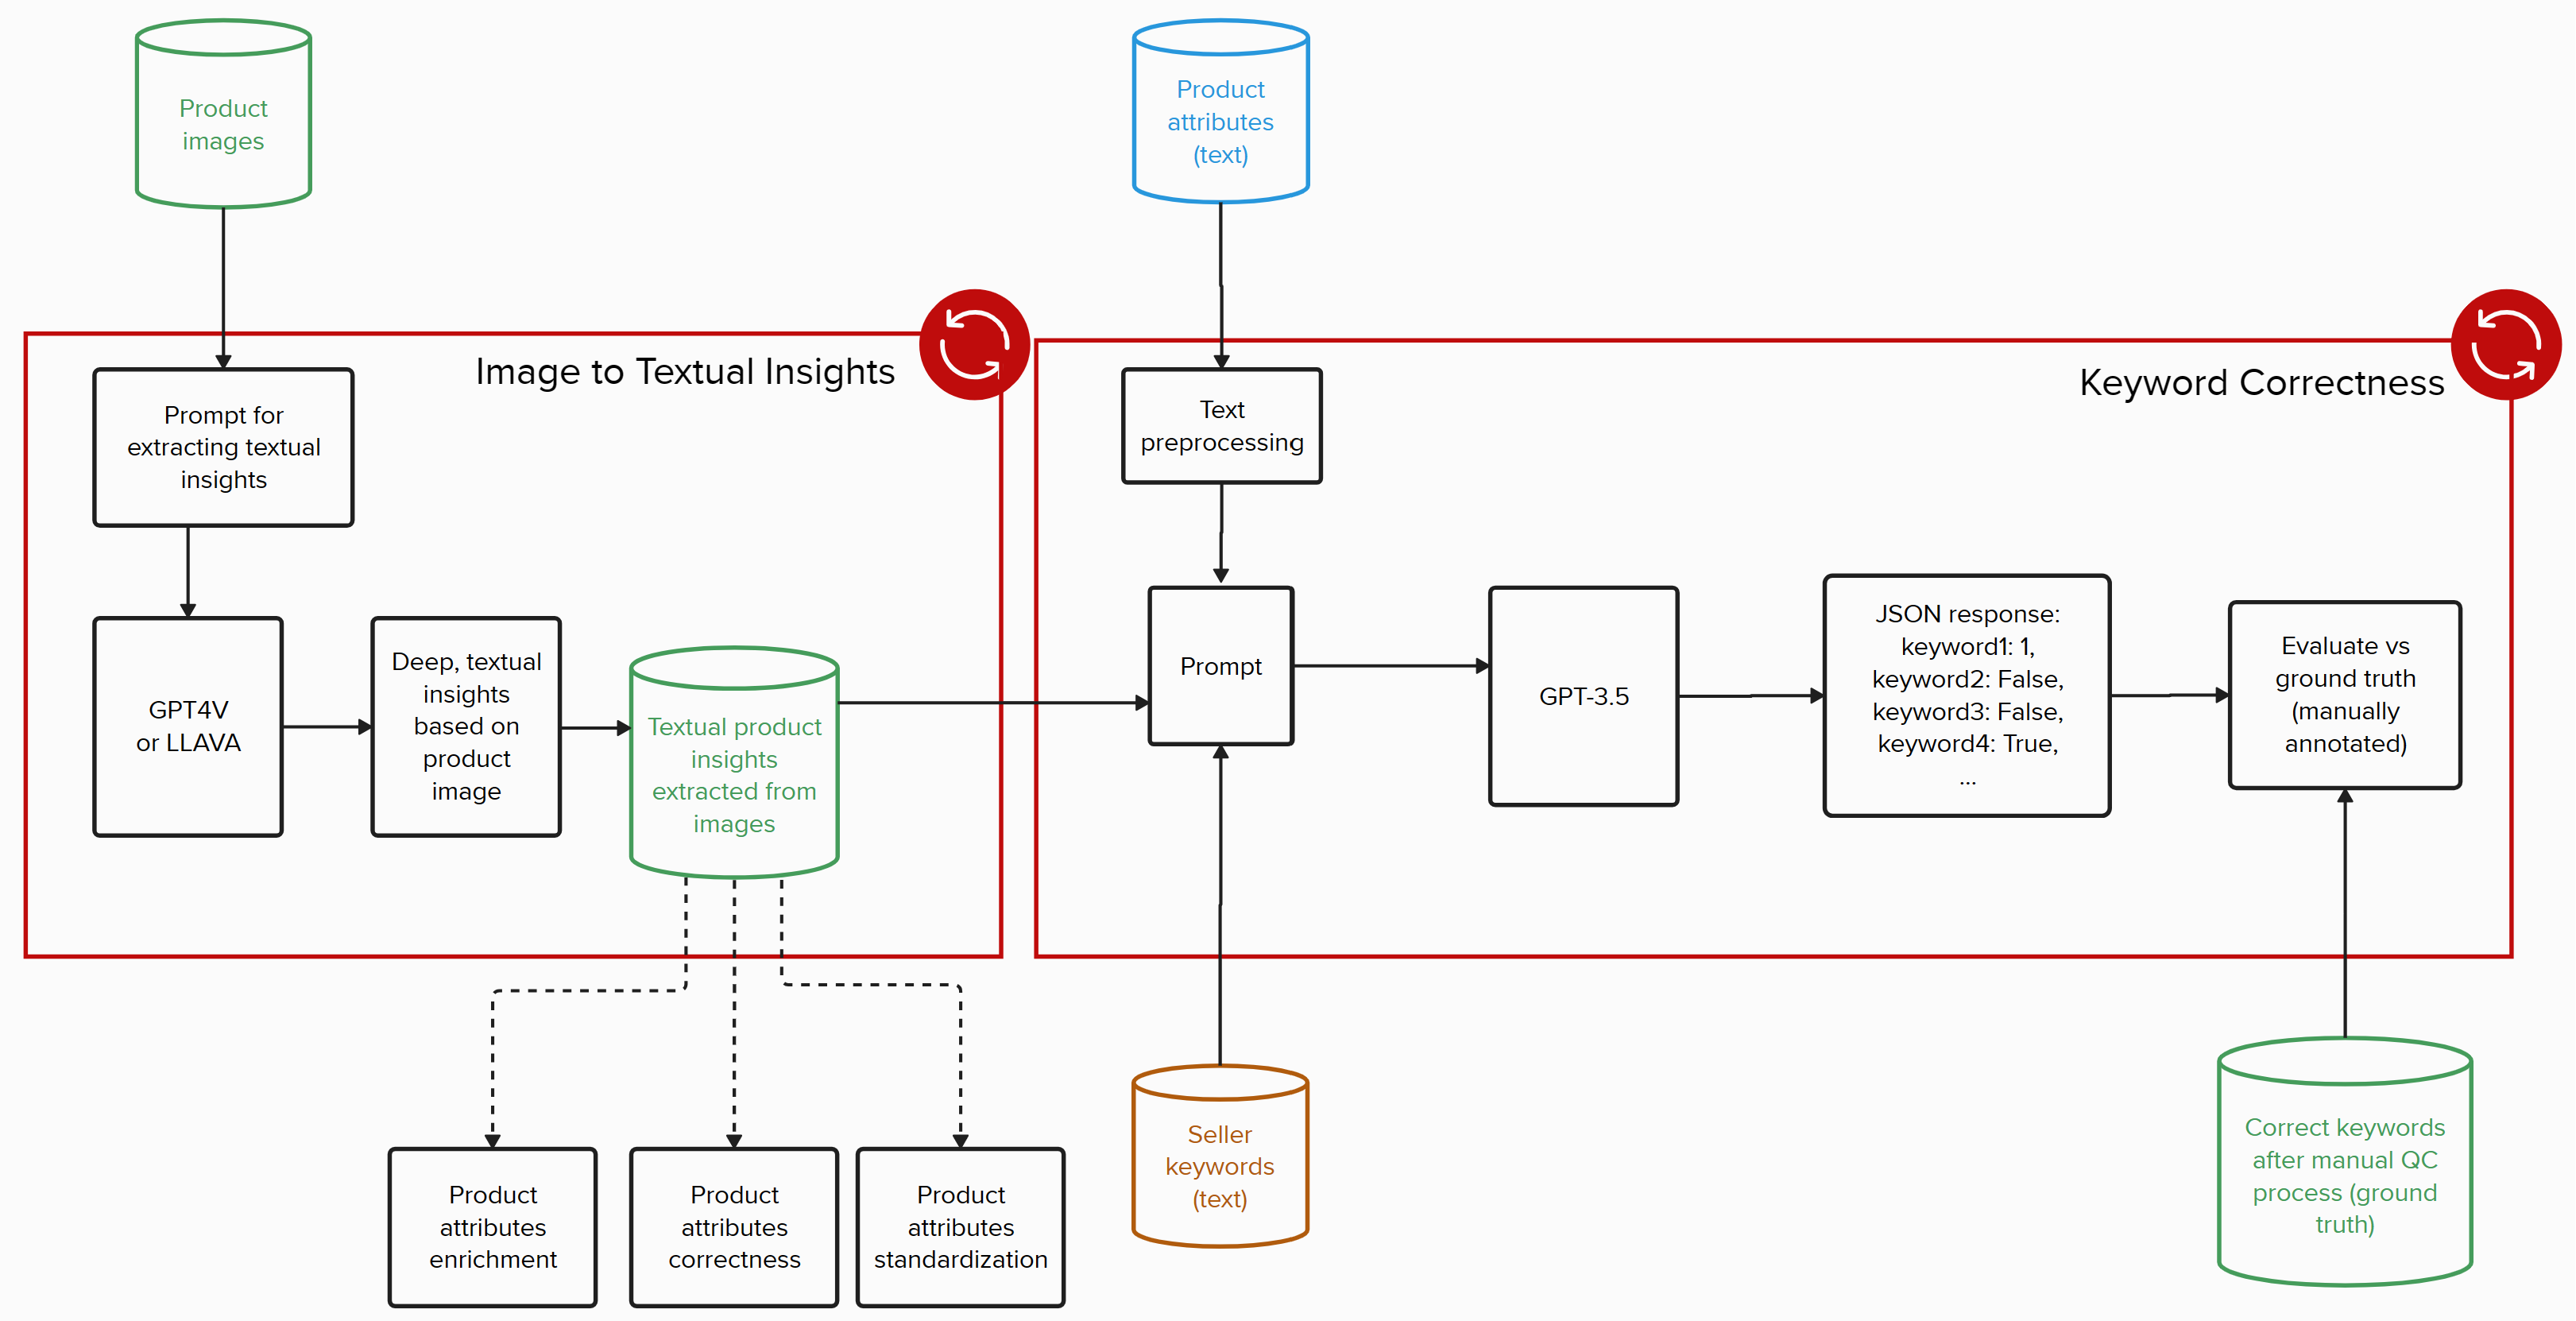 Product
images
Product
attributes
(text)
Image to Textual Insights
Keyword Correctness
Prompt for
extracting textual
insights
Text
preprocessing
GPT4V
or LLAVA
Deep, textual
insights
based on
product
image
Textual product
insights
extracted from
images
Prompt
GPT-3.5
JSON response:
keyword1: 1,
keyword2: False,
keyword3: False,
keyword4: True,
...
Evaluate vs
ground truth
(manually
annotated)
Product
attributes
enrichment
Product
attributes
correctness
Product
attributes
standardization
Seller
keywords
(text)
Correct keywords
after manual QC
process (ground
truth)